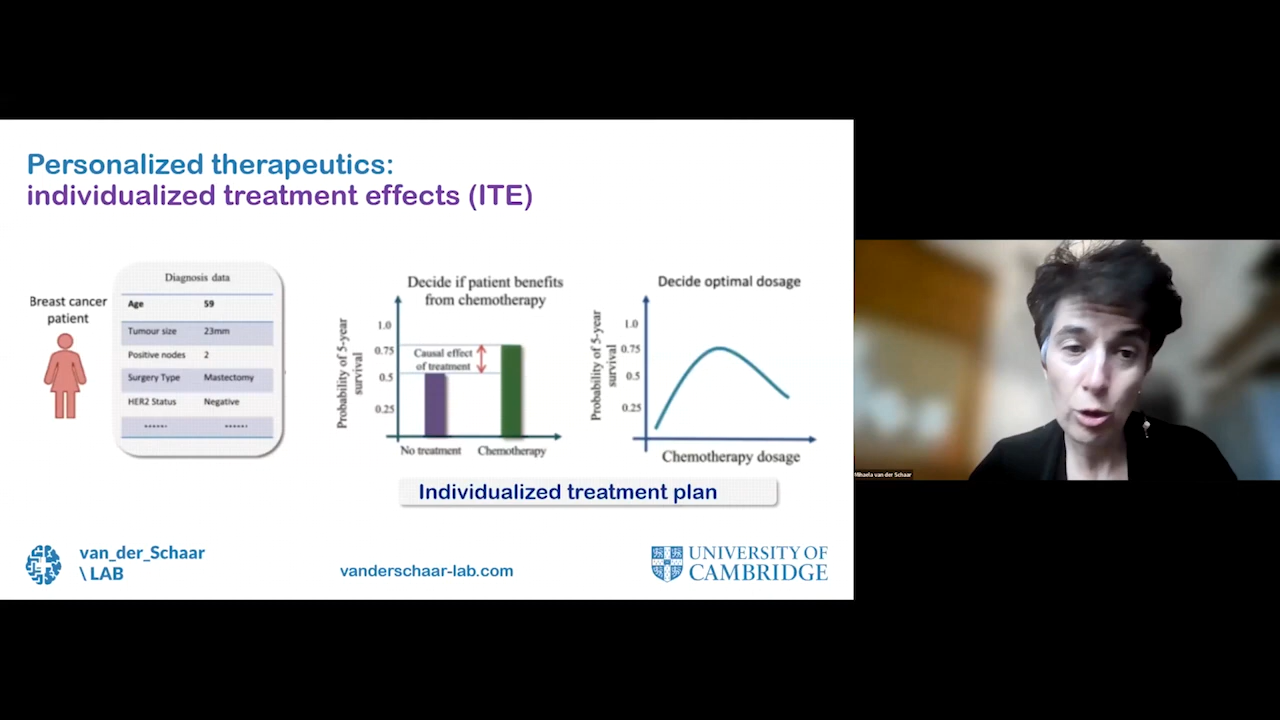 Personalized therapeutics:
individualized treatment effects (ITE)
Breast cancer
patient
Diagnosis data
Age 59
Tumour size 23mm
Positive nodes 2
Surgery Type Mastectomy
HER2 Status Negative
...... ......
Decide if patient benefits
from chemotherapy
Probability of 5-year
survival
1.0
0.75
0.5
0.25
Causal effect
of treatment
No treatment Chemotherapy
Decide optimal dosage
Probability of 5-year
survival
1.0
0.75
0.5
0.25
Chemotherapy dosage
Individualized treatment plan
van_der_Schaar
\ LAB
vanderschaar-lab.com
UNIVERSITY OF
CAMBRIDGE
Mihaela van der Schaar